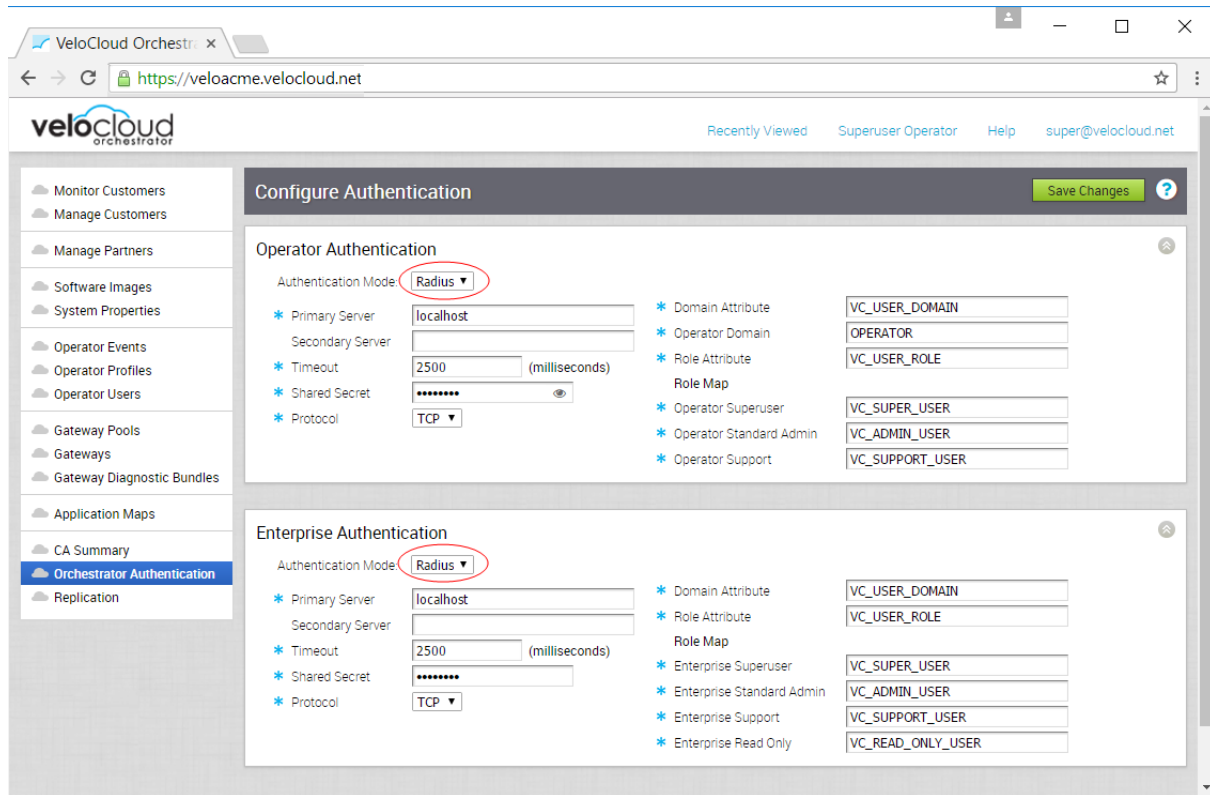 VeloCloud Orchestra
https://veloacme.velocloud.net
velocloud
orchestrator
Recently Viewed Superuser Operator Help super@velocloud.net
Monitor Customers
Manage Customers
Manage Partners
Software Images
System Properties
Operator Events
Operator Profiles
Operator Users
Gateway Pools
Gateways
Gateway Diagnostic Bundles
Application Maps
CA Summary
Orchestrator Authentication
Replication
Configure Authentication
Save Changes ?
Operator Authentication
Authentication Mode: Radius
* Primary Server localhost
Secondary Server
* Timeout 2500 (milliseconds)
* Shared Secret ••••••••
* Protocol TCP
* Domain Attribute VC_USER_DOMAIN
* Operator Domain OPERATOR
* Role Attribute VC_USER_ROLE
Role Map
* Operator Superuser VC_SUPER_USER
* Operator Standard Admin VC_ADMIN_USER
* Operator Support VC_SUPPORT_USER
Enterprise Authentication
Authentication Mode: Radius
* Primary Server localhost
Secondary Server
* Timeout 2500 (milliseconds)
* Shared Secret ••••••••
* Protocol TCP
* Domain Attribute VC_USER_DOMAIN
* Role Attribute VC_USER_ROLE
Role Map
* Enterprise Superuser VC_SUPER_USER
* Enterprise Standard Admin VC_ADMIN_USER
* Enterprise Support VC_SUPPORT_USER
* Enterprise Read Only VC_READ_ONLY_USER